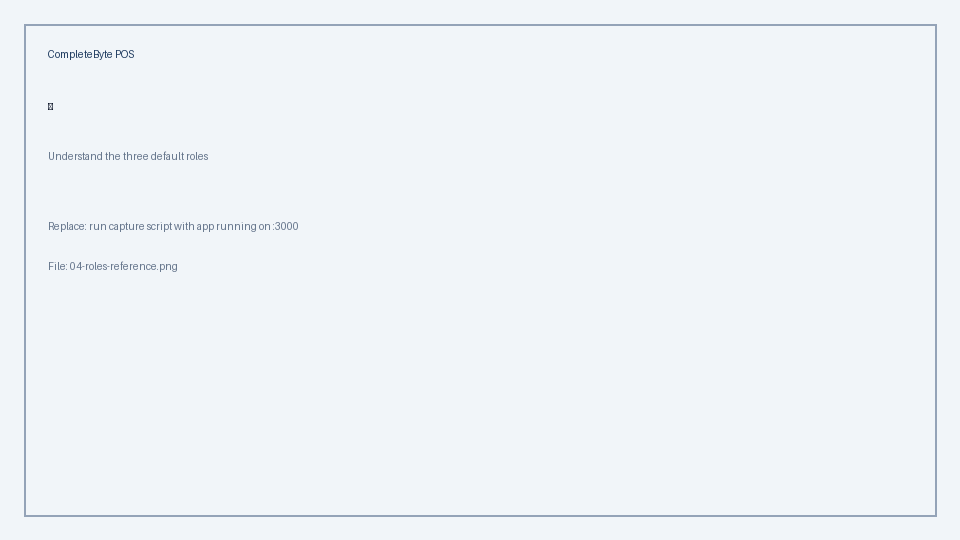 CompleteByte POS
Understand the three default roles
Replace: run capture script with app running on :3000
File: 04-roles-reference.png